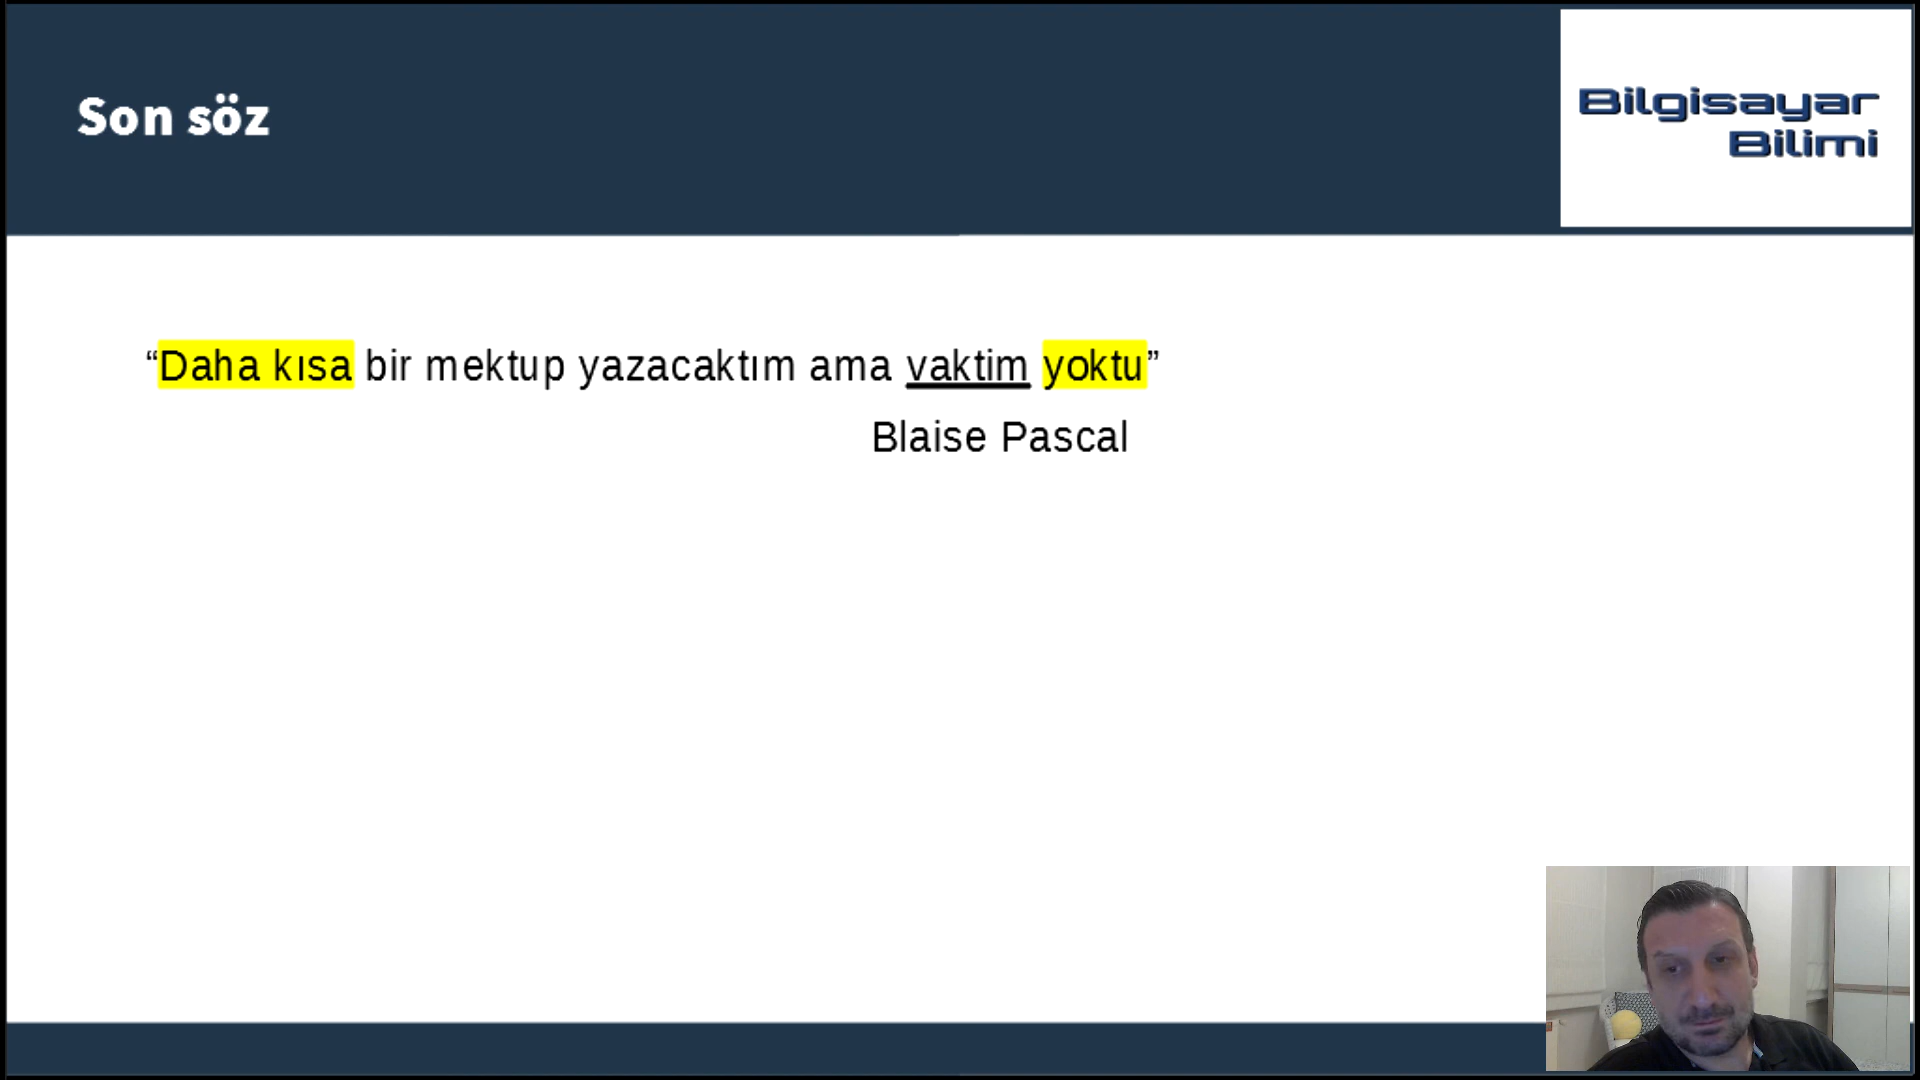 Son söz
Bilgisayar
Bilimi
“Daha kısa bir mektup yazacaktım ama vaktim yoktu”
Blaise Pascal